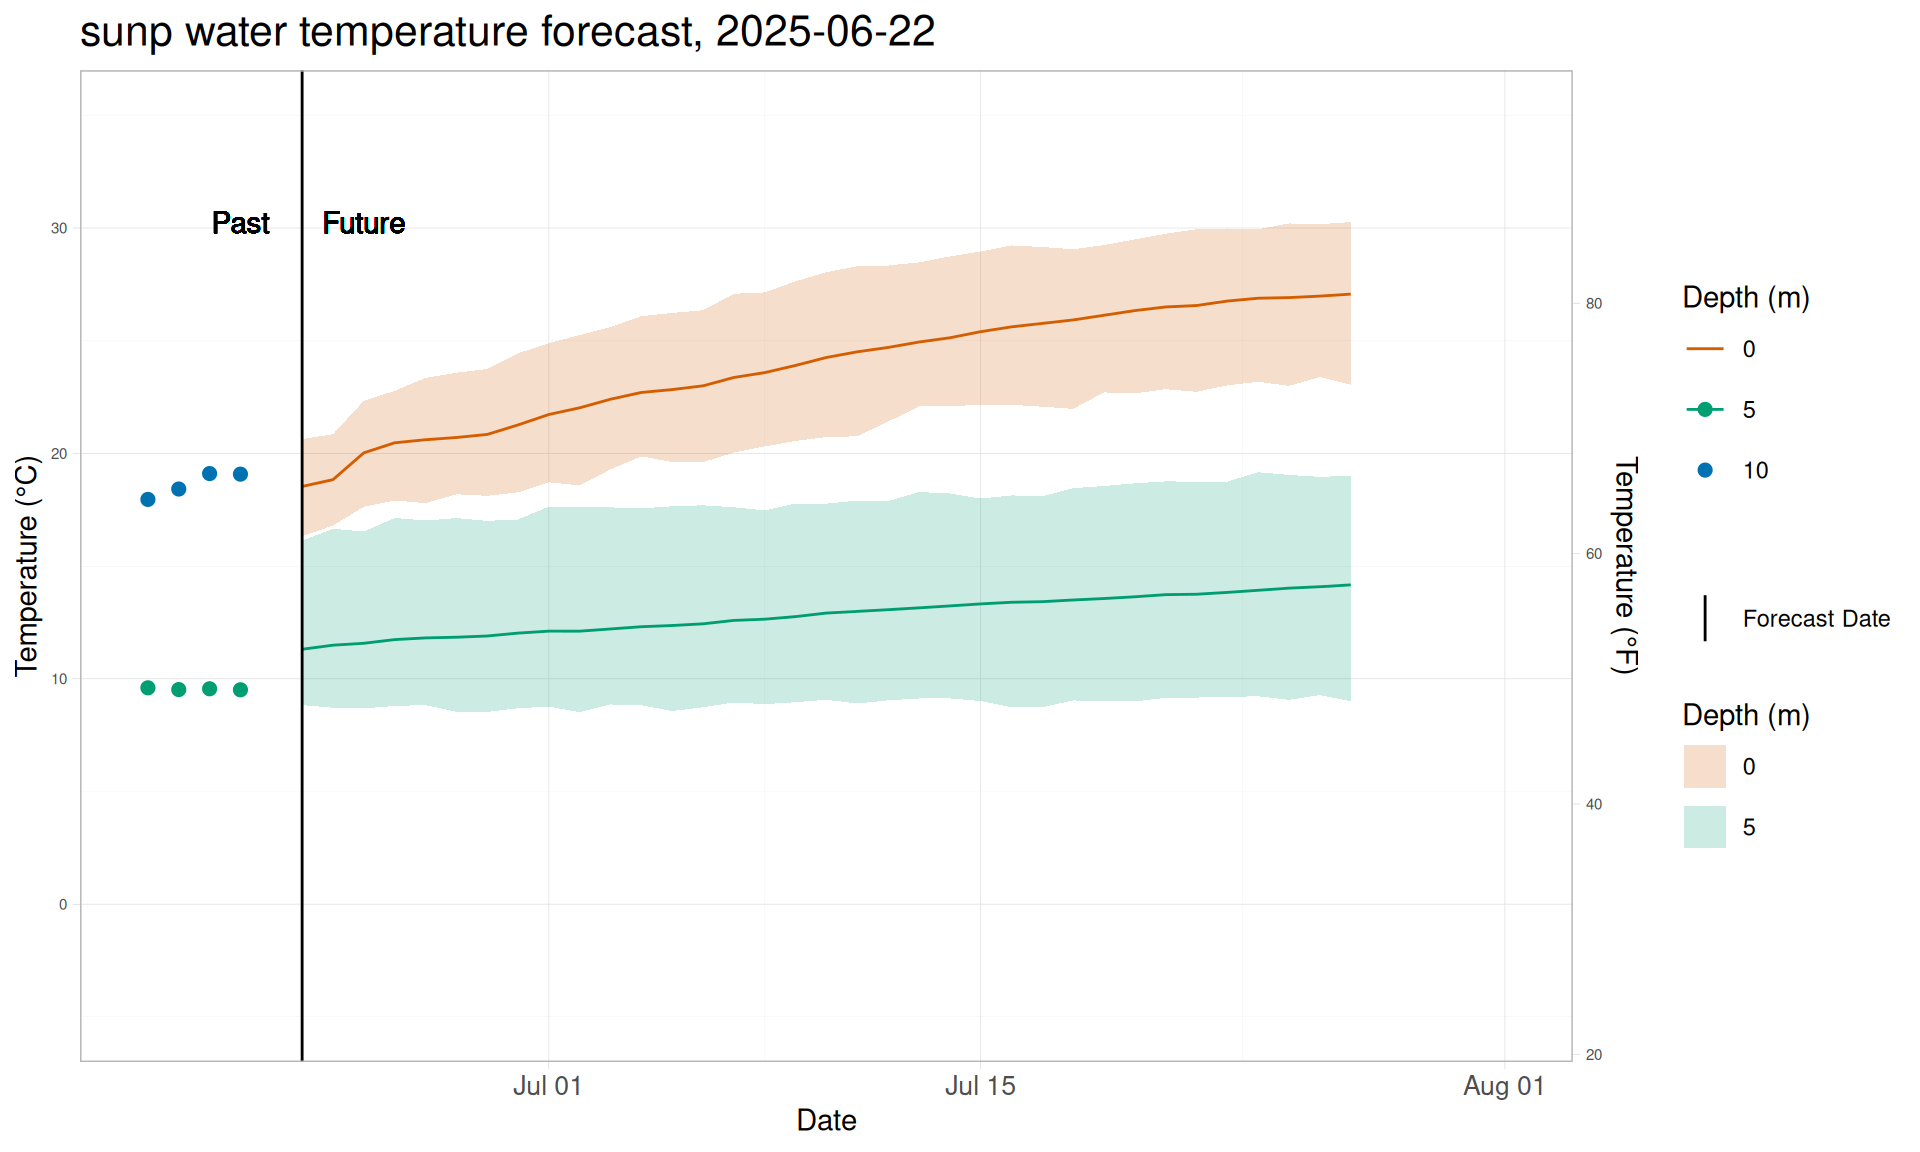 sunp water temperature forecast, 2025-06-22
Past
Future
30
20
10
0
Temperature (°C)
80
60
40
20
Temperature (°F)
Jul 01
Jul 15
Aug 01
Date
Depth (m)
0
5
10
Forecast Date
Depth (m)
0
5